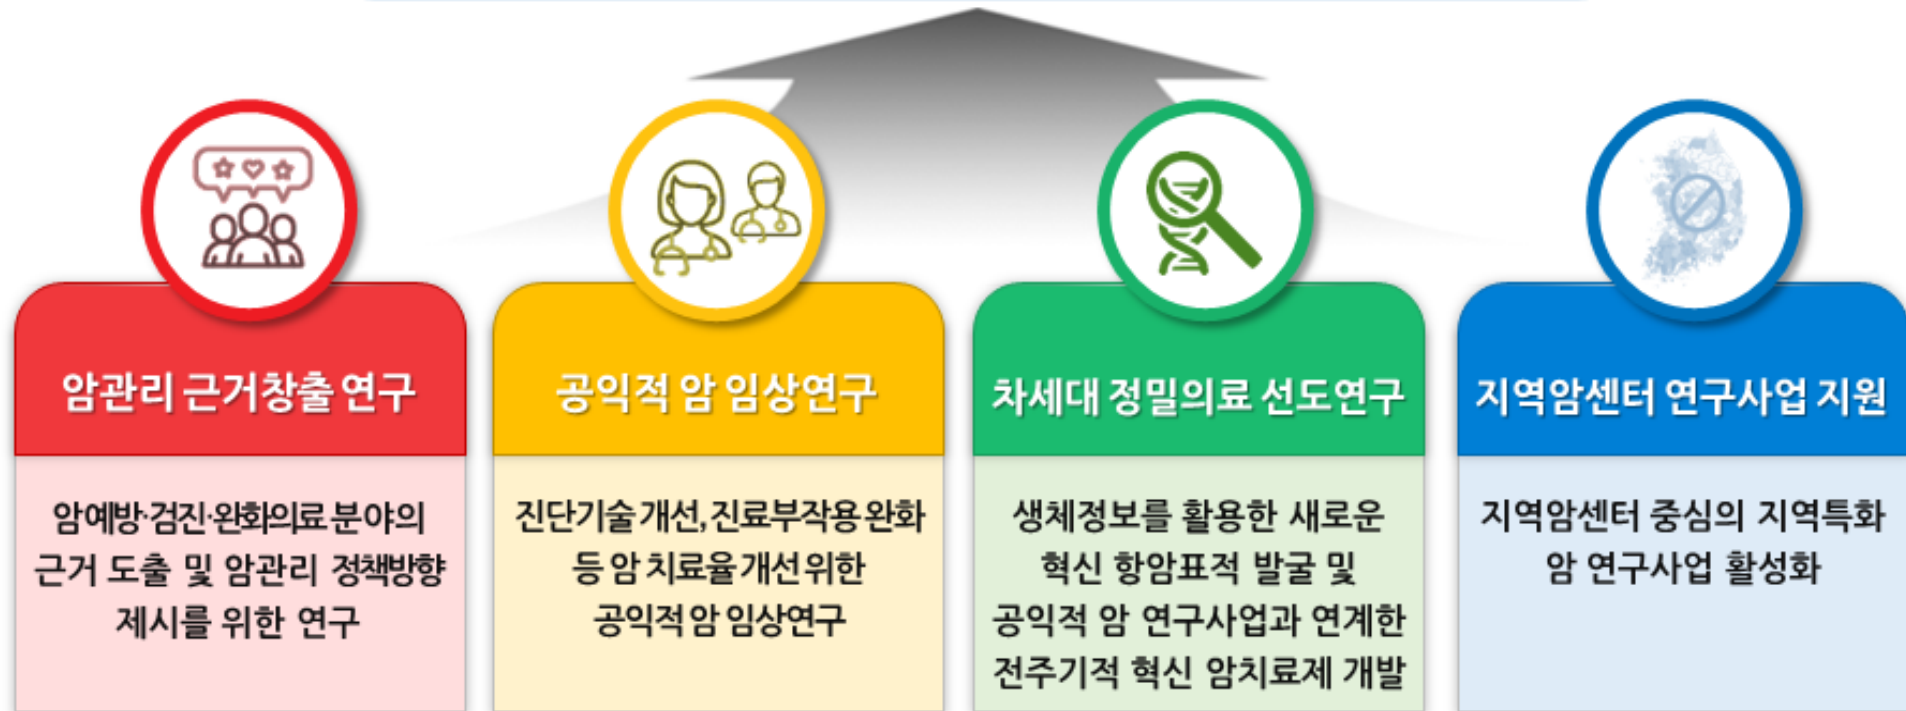 암관리 근거창출 연구
암예방·검진·완화의료 분야의
근거 도출 및 암관리 정책방향
제시를 위한 연구
공익적 암 임상연구
진단기술 개선, 진료부작용 완화
등 암 치료율 개선 위한
공익적 암 임상연구
차세대 정밀의료 선도연구
생체정보를 활용한 새로운
혁신 항암표적 발굴 및
공익적 암 연구사업과 연계한
전주기적 혁신 암치료제 개발
지역암센터 연구사업 지원
지역암센터 중심의 지역특화
암 연구사업 활성화